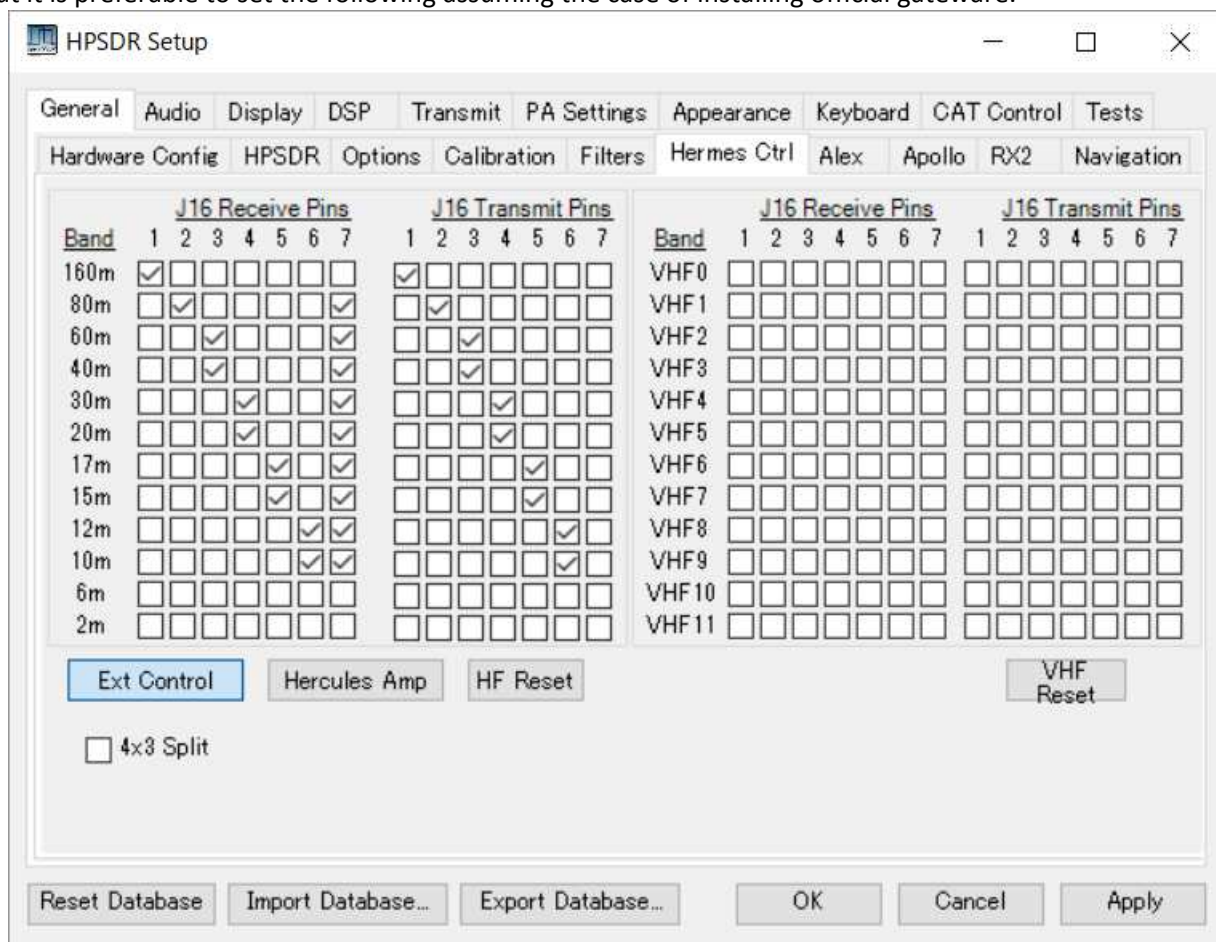 at it is preferable to set the following assuming the case of installing official gateware.
HPSDR Setup
General Audio Display DSP Transmit PA Settings Appearance Keyboard CAT Control Tests
Hardware Config HPSDR Options Calibration Filters Hermes Ctrl Alex Apollo RX2 Navigation
J16 Receive Pins J16 Transmit Pins J16 Receive Pins J16 Transmit Pins
Band 1 2 3 4 5 6 7 1 2 3 4 5 6 7 Band 1 2 3 4 5 6 7 1 2 3 4 5 6 7
160m VHF0
80m VHF1
60m VHF2
40m VHF3
30m VHF4
20m VHF5
17m VHF6
15m VHF7
12m VHF8
10m VHF9
6m VHF10
2m VHF11
Ext Control Hercules Amp HF Reset VHF
Reset
4x3 Split
Reset Database Import Database... Export Database... OK Cancel Apply